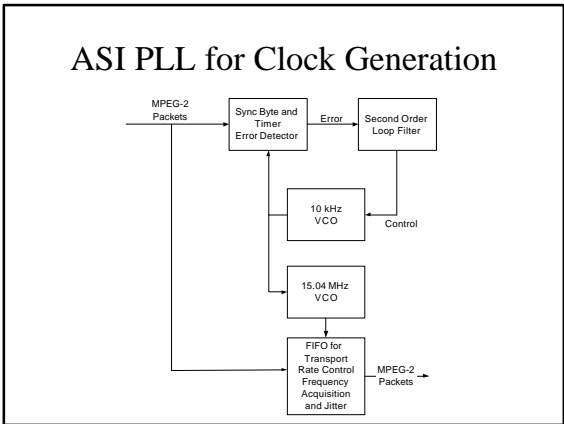 ASI PLL for Clock Generation
MPEG-2
Packets
Sync Byte and
Timer
Error Detector
Error
Second Order
Loop Filter
10 kHz
VCO
Control
15.04 MHz
VCO
FIFO for
Transport
Rate Control
Frequency
Acquisition
and Jitter
MPEG-2
Packets